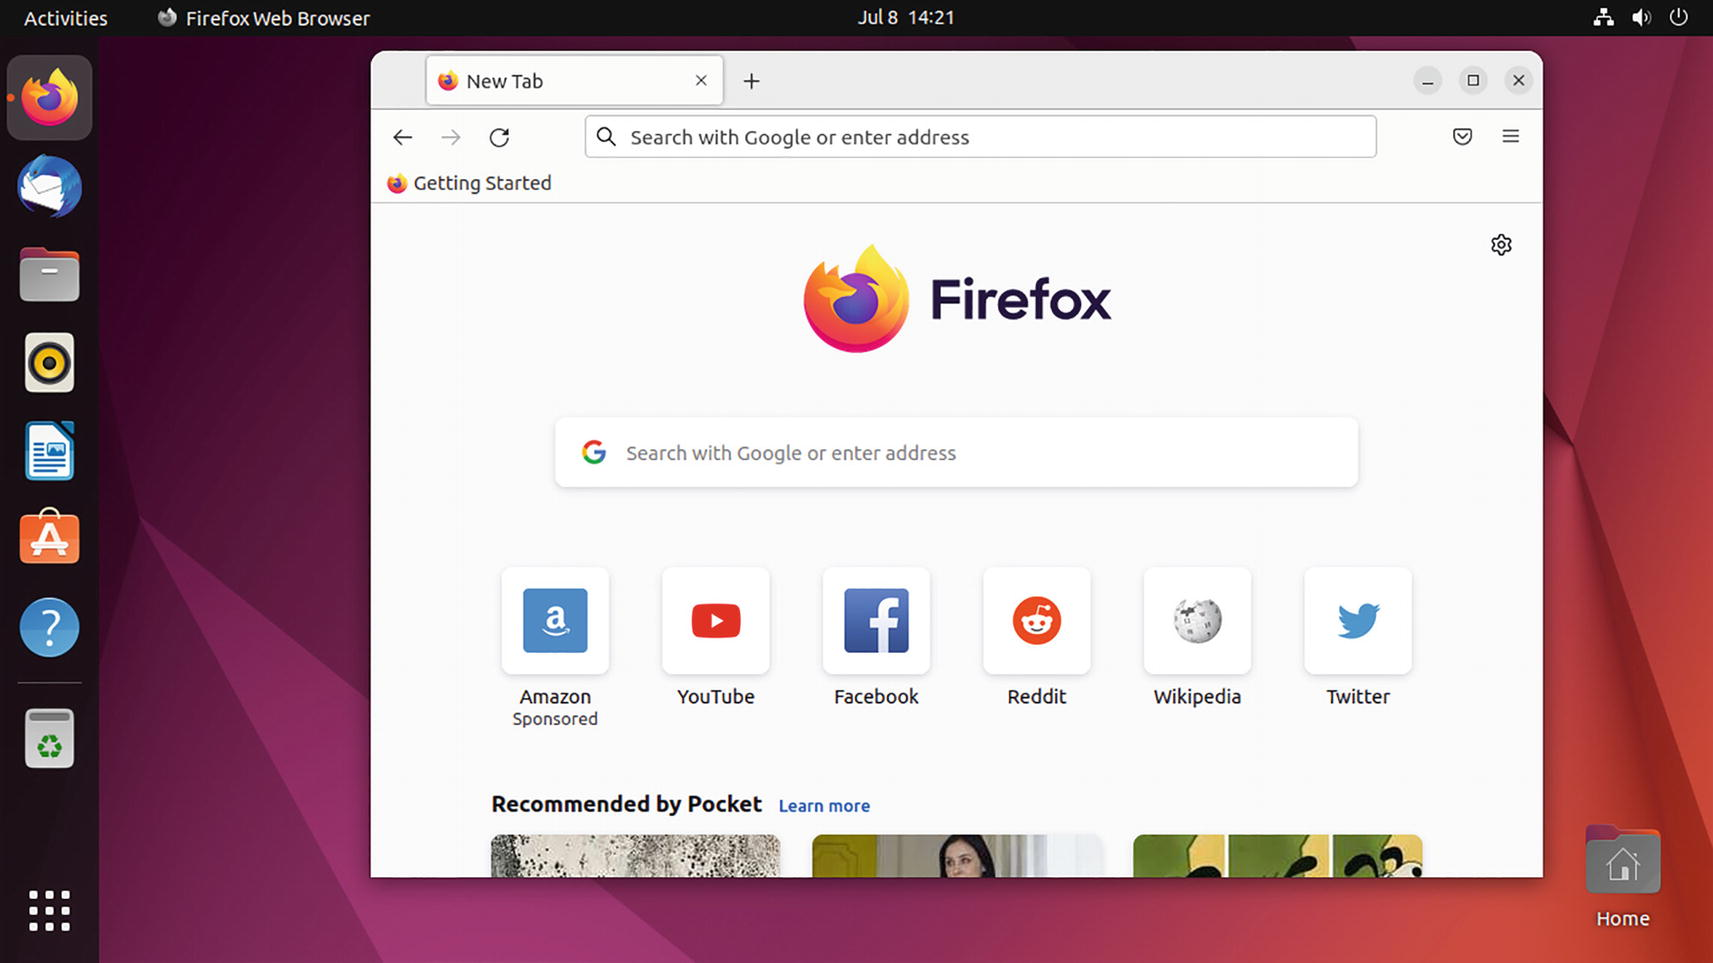 Activities
Firefox Web Browser
Jul 8 14:21
New Tab
Search with Google or enter address
Getting Started
Firefox
Search with Google or enter address
Amazon
Sponsored
YouTube
Facebook
Reddit
Wikipedia
Twitter
Recommended by Pocket Learn more
Home